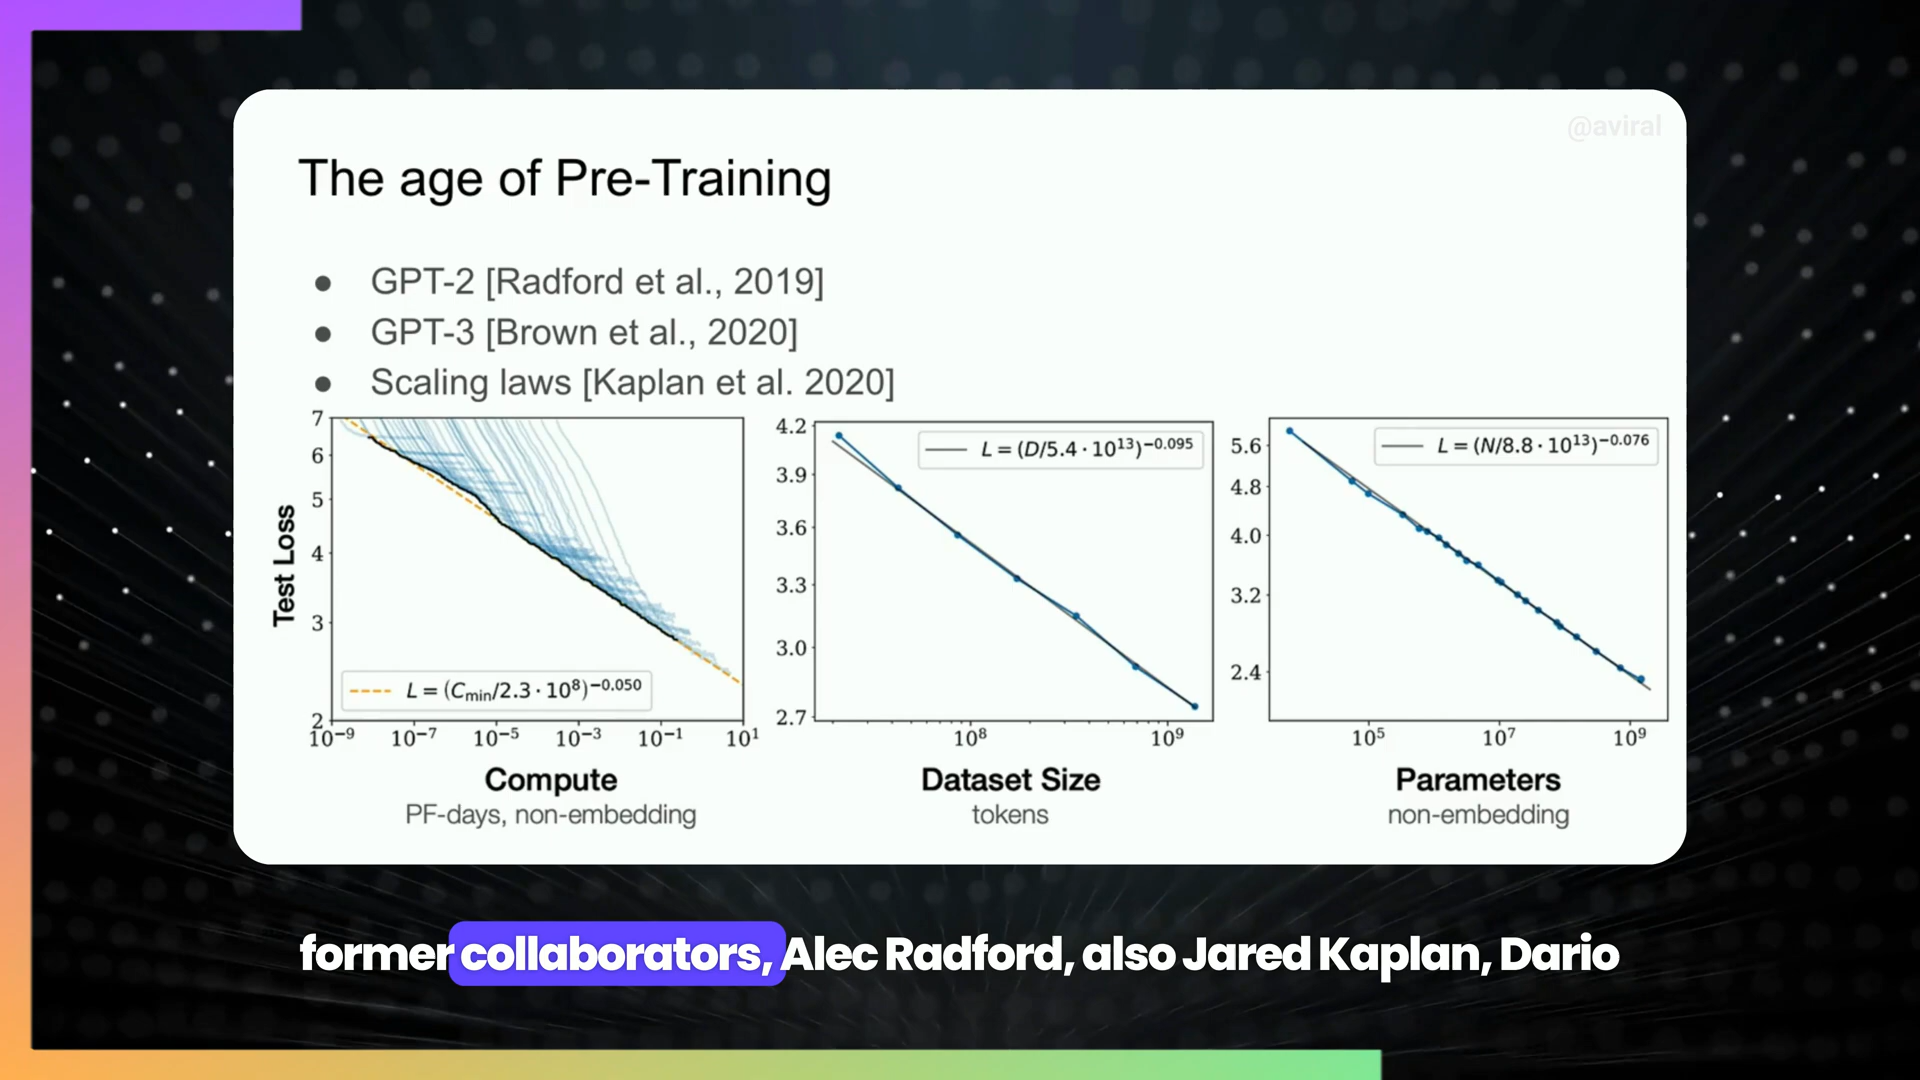 @aviral
The age of Pre-Training
● GPT-2 [Radford et al., 2019]
● GPT-3 [Brown et al., 2020]
● Scaling laws [Kaplan et al. 2020]
Test Loss
7
6
5
4
3
2
L = (Cmin/2.3 · 10⁸)⁻⁰·⁰⁵⁰
10⁻⁹ 10⁻⁷ 10⁻⁵ 10⁻³ 10⁻¹ 10¹
Compute
PF-days, non-embedding
4.2
3.9
3.6
3.3
3.0
2.7
L = (D/5.4 · 10¹³)⁻⁰·⁰⁹⁵
10⁸ 10⁹
Dataset Size
tokens
5.6
4.8
4.0
3.2
2.4
L = (N/8.8 · 10¹³)⁻⁰·⁰⁷⁶
10⁵ 10⁷ 10⁹
Parameters
non-embedding
former collaborators, Alec Radford, also Jared Kaplan, Dario